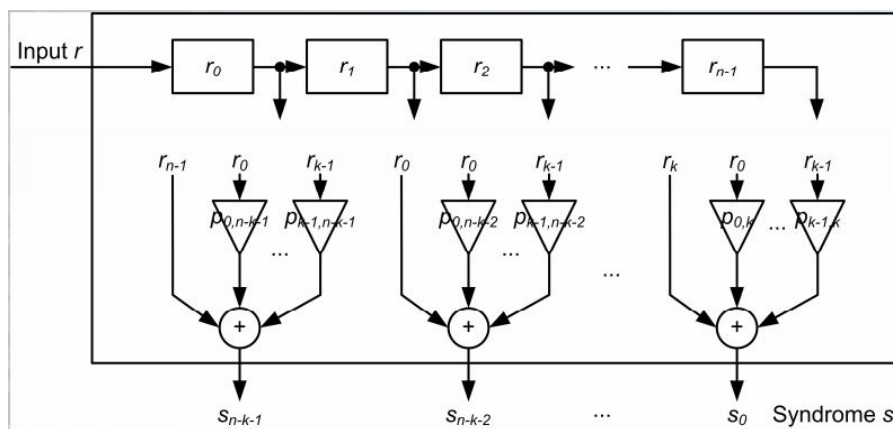 Input r
r₀ r₁ r₂ ... rₙ₋₁
rₙ₋₁ r₀ rₖ₋₁ r₀ r₀ rₖ₋₁ rₖ r₀ rₖ₋₁
p₀,ₙ₋ₖ₋₁ pₖ₋₁,ₙ₋ₖ₋₁ p₀,ₙ₋ₖ₋₂ pₖ₋₁,ₙ₋ₖ₋₂ p₀,ₖ ... pₖ₋₁,ₖ
... ... ...
+ + +
sₙ₋ₖ₋₁ sₙ₋ₖ₋₂ ... s₀ Syndrome s